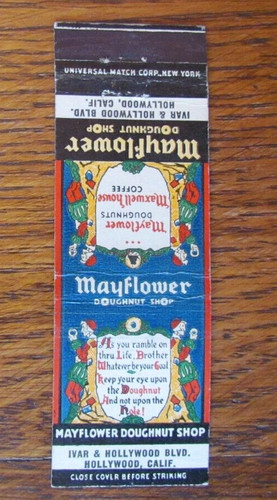 UNIVERSAL MATCH CORP., NEW YORK
IVAR & HOLLYWOOD BLVD.
HOLLYWOOD, CALIF.
Mayflower
DOUGHNUT SHOP
• • •
Mayflower
DOUGHNUTS
Maxwell house
COFFEE
Mayflower
DOUGHNUT SHOP
As you ramble on
thru Life, Brother
Whatever be your Goal
Keep your eye upon
the Doughnut
And not upon the
Hole!
MAYFLOWER DOUGHNUT SHOP
IVAR & HOLLYWOOD BLVD.
HOLLYWOOD, CALIF.
CLOSE COVER BEFORE STRIKING